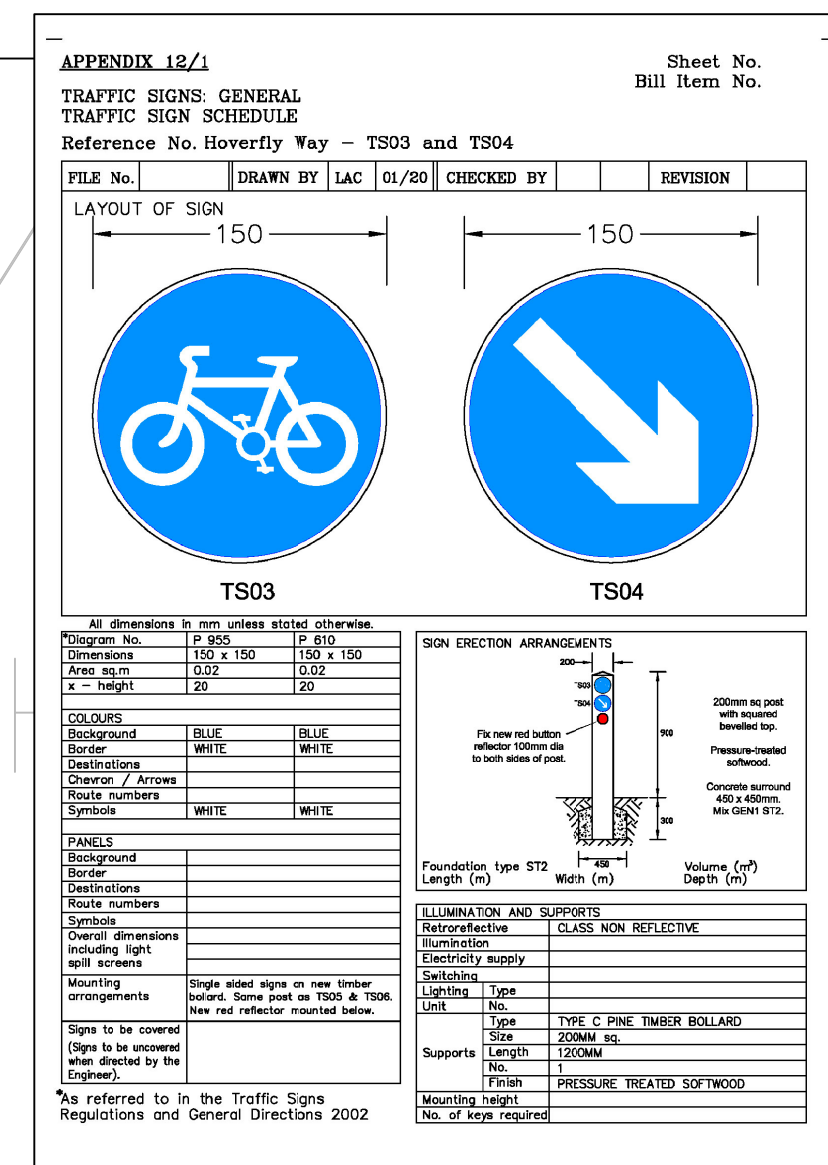 APPENDIX 12/1
Sheet No.
Bill Item No.
TRAFFIC SIGNS: GENERAL
TRAFFIC SIGN SCHEDULE
Reference No. Hoverfly Way - TS03 and TS04
FILE No. DRAWN BY LAC 01/20 CHECKED BY REVISION
LAYOUT OF SIGN
150 150
TS03 TS04
All dimensions in mm unless stated otherwise.
*Diagram No. P 955 P 610
Dimensions 150 x 150 150 x 150
Area sq.m 0.02 0.02
x - height 20 20
COLOURS
Background BLUE BLUE
Border WHITE WHITE
Destinations
Chevron / Arrows
Route numbers
Symbols WHITE WHITE
PANELS
Background
Border
Destinations
Route numbers
Symbols
Overall dimensions
including light
spill screens
Mounting
arrangements
Single sided signs on new timber
bollard. Same post as TS05 & TS06.
New red reflector mounted below.
Signs to be covered
(Signs to be uncovered
when directed by the
Engineer).
*As referred to in the Traffic Signs
Regulations and General Directions 2002
SIGN ERECTION ARRANGEMENTS
200
TS03
TS04
Fix new red button
reflector 100mm dia
to both sides of post.
900
300
450
200mm sq post
with squared
bevelled top.
Pressure-treated
softwood.
Concrete surround
450 x 450mm.
Mix GEN1 ST2.
Foundation type ST2 Volume (m³)
Length (m) Width (m) Depth (m)
ILLUMINATION AND SUPPORTS
Retroreflective CLASS NON REFLECTIVE
Illumination
Electricity supply
Switching
Lighting Type
Unit No.
Supports
Type TYPE C PINE TIMBER BOLLARD
Size 200MM sq.
Length 1200MM
No. 1
Finish PRESSURE TREATED SOFTWOOD
Mounting height
No. of keys required